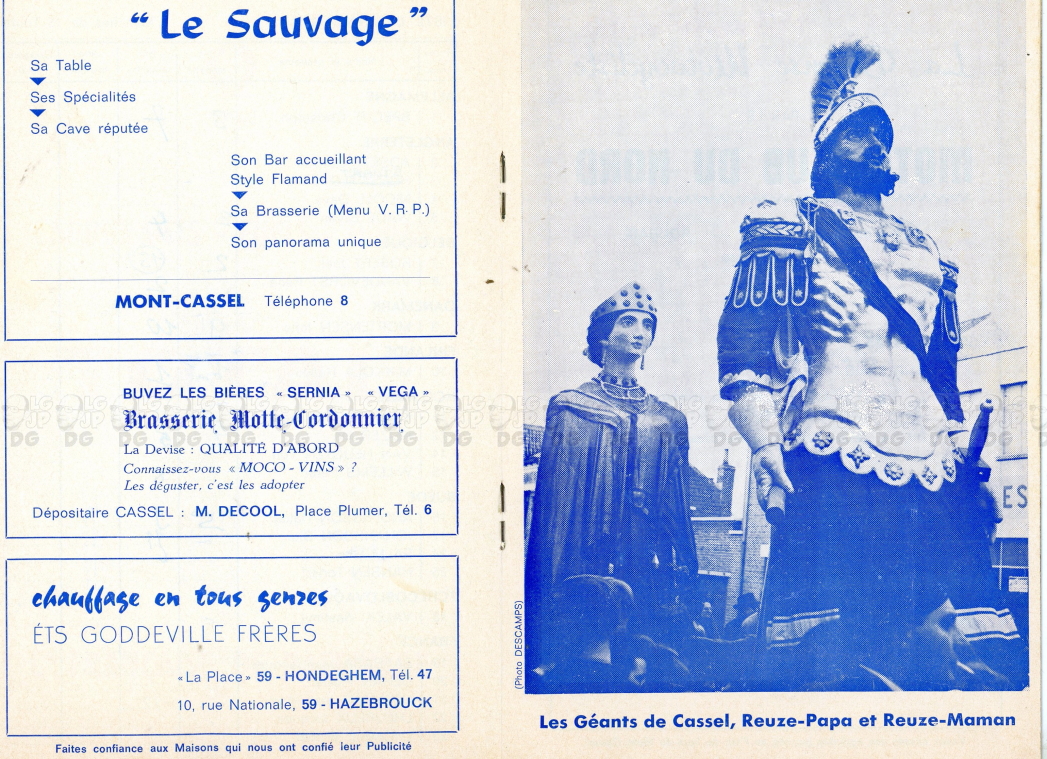 “ Le Sauvage ”
Sa Table
Ses Spécialités
Sa Cave réputée
Son Bar accueillant
Style Flamand
Sa Brasserie (Menu V. R. P.)
Son panorama unique
MONT-CASSEL Téléphone 8
BUVEZ LES BIÈRES « SERNIA » « VEGA »
Brasserie Motte-Cordonnier
La Devise : QUALITÉ D'ABORD
Connaissez-vous « MOCO - VINS » ?
Les déguster, c'est les adopter
Dépositaire CASSEL : M. DECOOL, Place Plumer, Tél. 6
chauffage en tous genres
ÉTS GODDEVILLE FRÈRES
« La Place » 59 - HONDEGHEM, Tél. 47
10, rue Nationale, 59 - HAZEBROUCK
Faites confiance aux Maisons qui nous ont confié leur Publicité
ES
(Photo DESCAMPS)
Les Géants de Cassel, Reuze-Papa et Reuze-Maman